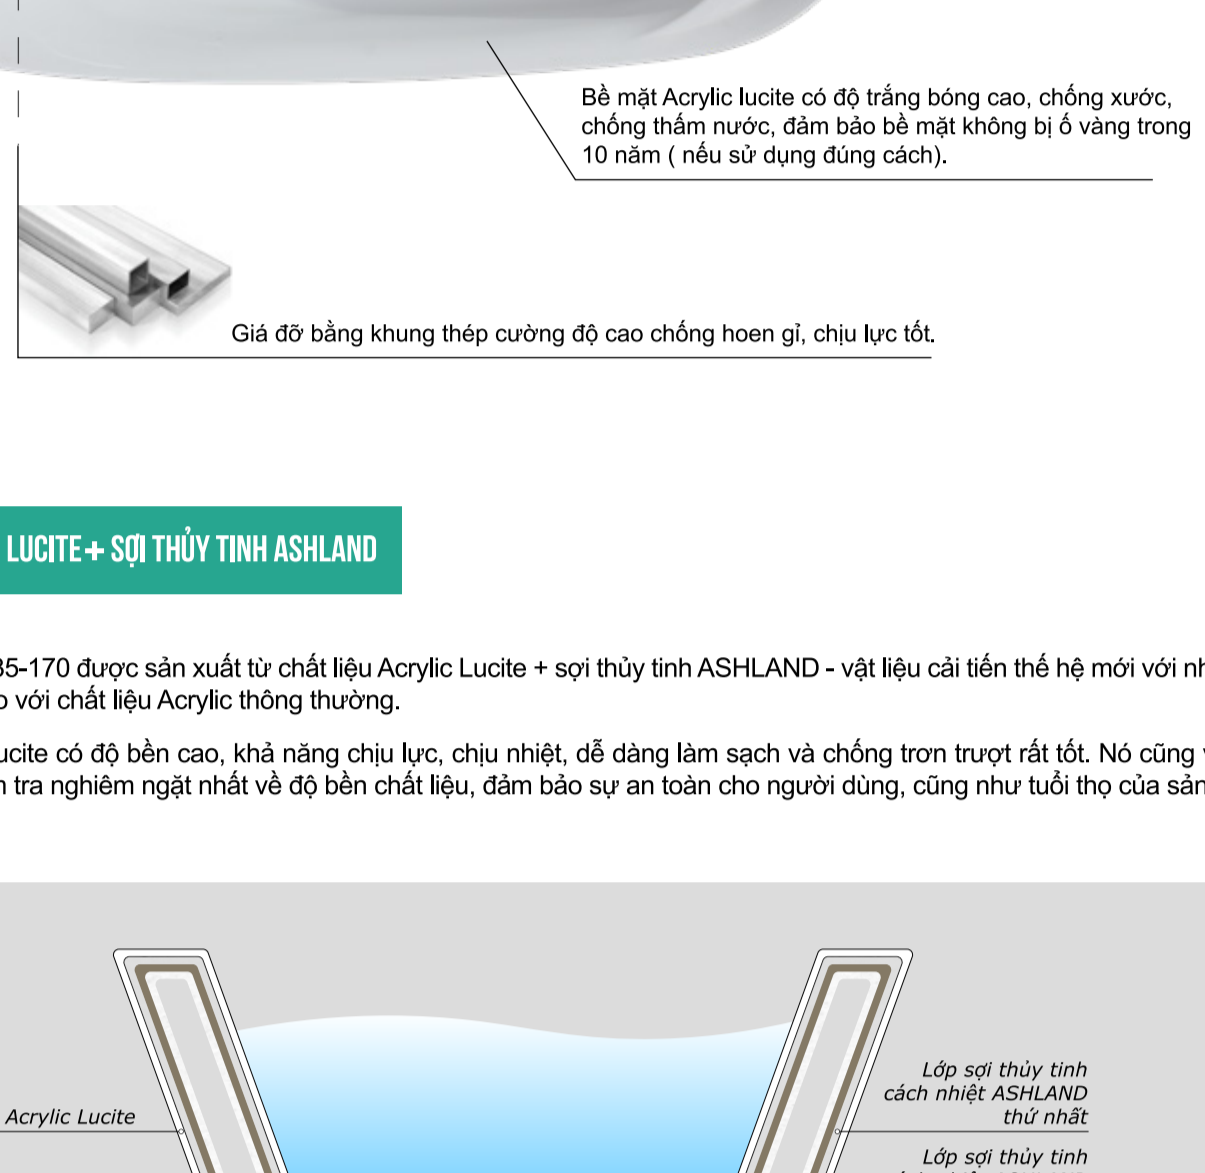 Bề mặt Acrylic lucite có độ trắng bóng cao, chống xước,
chống thấm nước, đảm bảo bề mặt không bị ố vàng trong
10 năm ( nếu sử dụng đúng cách).
Giá đỡ bằng khung thép cường độ cao chống hoen gỉ, chịu lực tốt.
LUCITE + SỢI THỦY TINH ASHLAND
35-170 được sản xuất từ chất liệu Acrylic Lucite + sợi thủy tinh ASHLAND - vật liệu cải tiến thế hệ mới với
với chất liệu Acrylic thông thường.
có độ bền cao, khả năng chịu lực, chịu nhiệt, dễ dàng làm sạch và chống trơn trượt rất tốt. Nó cũng
tra nghiêm ngặt nhất về độ bền chất liệu, đảm bảo sự an toàn cho người dùng, cũng như tuổi thọ của sản
Acrylic Lucite
Lớp sợi thủy tinh
cách nhiệt ASHLAND
thứ nhất
Lớp sợi thủy tinh